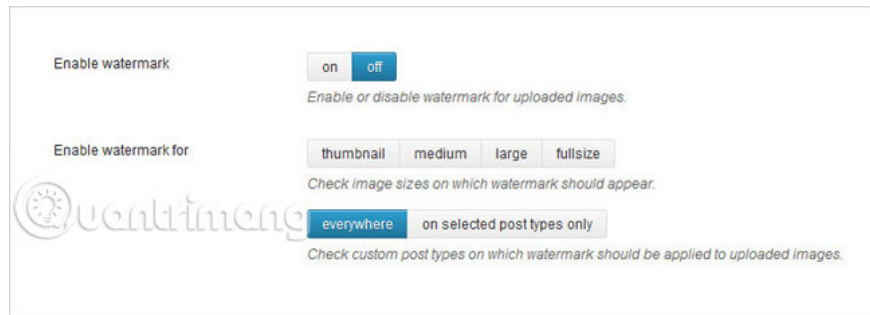 Enable watermark
on off
Enable or disable watermark for uploaded images.
Enable watermark for
thumbnail medium large fullsize
Check image sizes on which watermark should appear.
Quantrimang
everywhere on selected post types only
Check custom post types on which watermark should be applied to uploaded images.